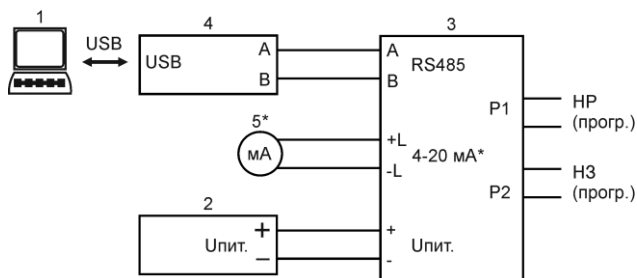 1
USB
4
USB
A
B
3
A
B
RS485
P1
HP
(прогр.)
5*
мА
+L
-L
4-20 мА*
P2
НЗ
(прогр.)
2
Uпит.
+
−
+
-
Uпит.